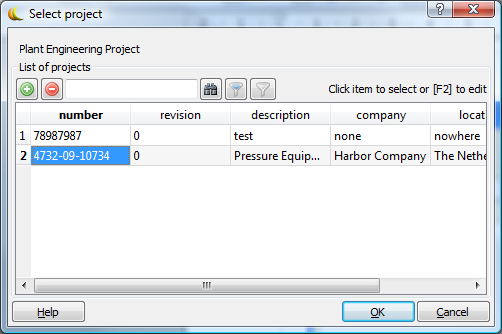 Select project
Plant Engineering Project
List of projects
Click item to select or [F2] to edit
number revision description company locat
1 78987987 0 test none nowhere
2 4732-09-10734 0 Pressure Equip... Harbor Company The Nethe
Help OK Cancel